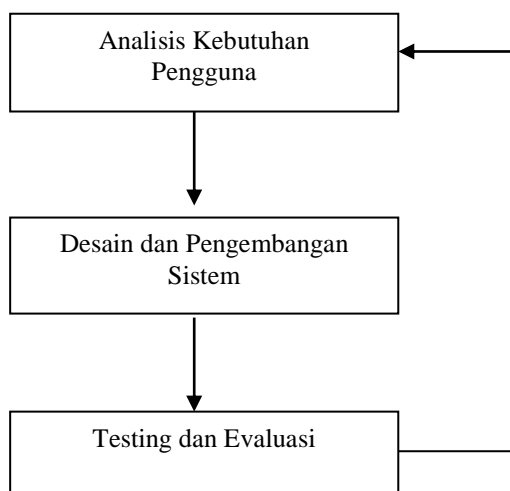 Analisis Kebutuhan
Pengguna
Desain dan Pengembangan
Sistem
Testing dan Evaluasi